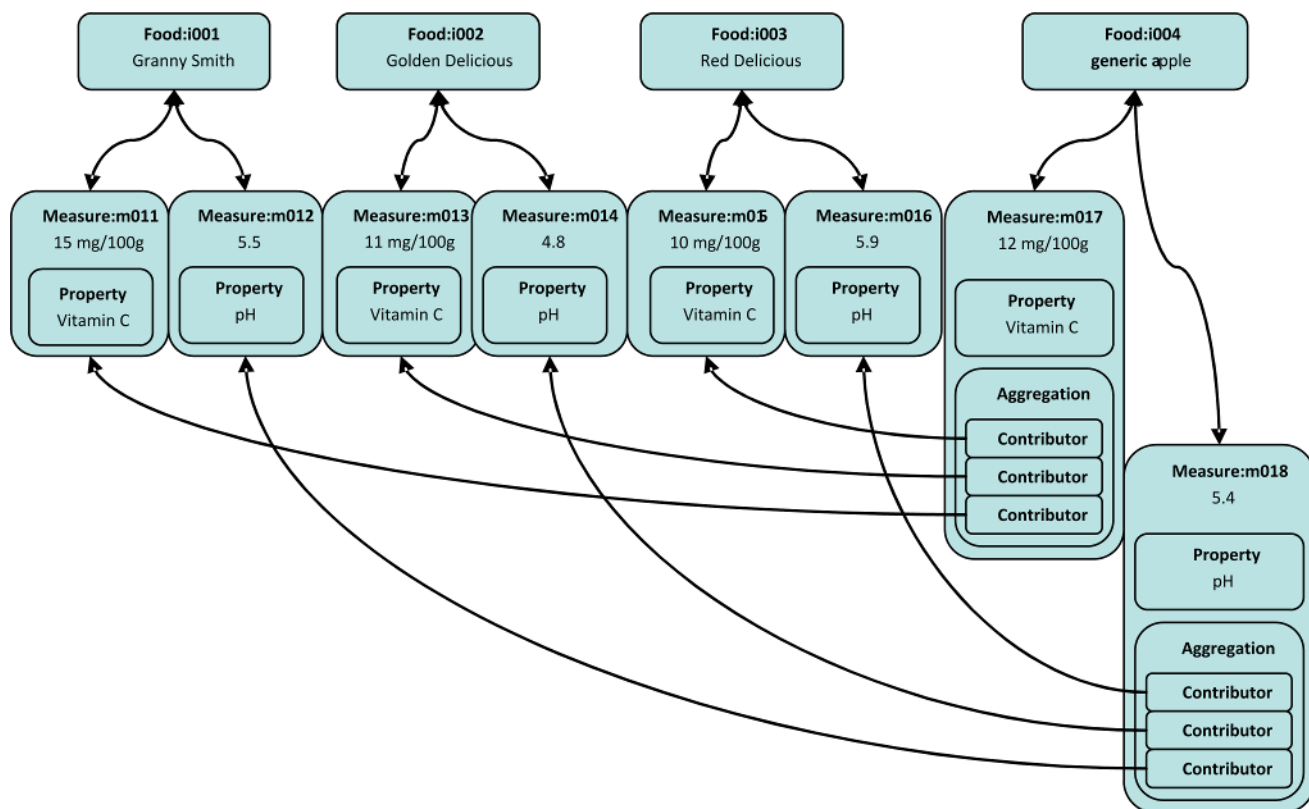 Food:i001
Granny Smith
Food:i002
Golden Delicious
Food:i003
Red Delicious
Food:i004
generic apple
Measure:m011
15 mg/100g
Property
Vitamin C
Measure:m012
5.5
Property
pH
Measure:m013
11 mg/100g
Property
Vitamin C
Measure:m014
4.8
Property
pH
Measure:m015
10 mg/100g
Property
Vitamin C
Measure:m016
5.9
Property
pH
Measure:m017
12 mg/100g
Property
Vitamin C
Aggregation
Contributor
Contributor
Contributor
Measure:m018
5.4
Property
pH
Aggregation
Contributor
Contributor
Contributor